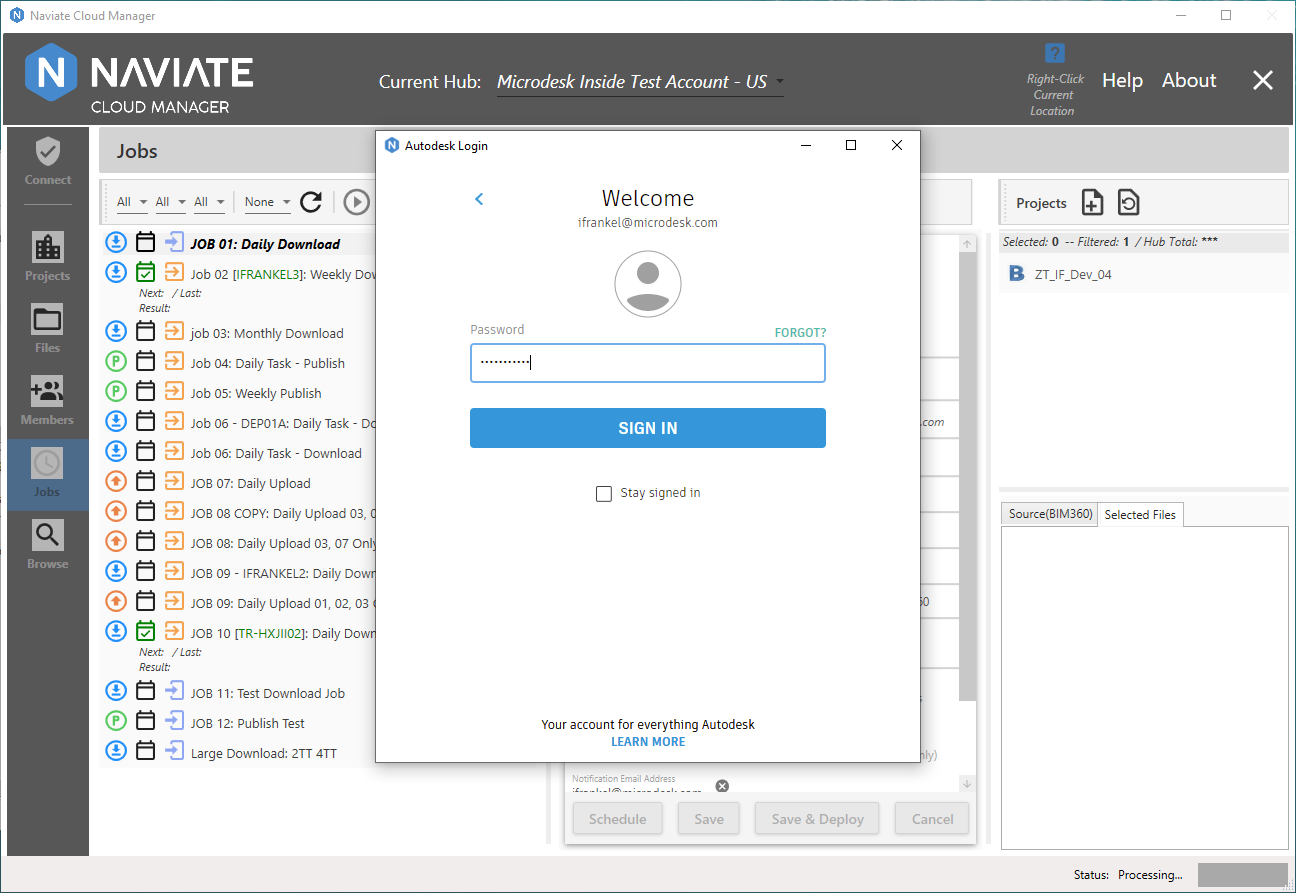 Naviate Cloud Manager
NAVIATE
CLOUD MANAGER
Current Hub: Microdesk Inside Test Account - US
?
Right-Click
Current
Location
Help
About
Connect
Projects
Files
Members
Jobs
Browse
Jobs
All All All None
JOB 01: Daily Download
Job 02 [IFRANKEL3]: Weekly Dow
Next: / Last:
Result:
job 03: Monthly Download
P Job 04: Daily Task - Publish
P Job 05: Weekly Publish
Job 06 - DEP01A: Daily Task - Do
Job 06: Daily Task - Download
JOB 07: Daily Upload
JOB 08 COPY: Daily Upload 03, 0
JOB 08: Daily Upload 03, 07 Only
JOB 09 - IFRANKEL2: Daily Down
JOB 09: Daily Upload 01, 02, 03
JOB 10 [TR-HXJII02]: Daily Down
Next: / Last:
Result:
JOB 11: Test Download Job
P JOB 12: Publish Test
Large Download: 2TT 4TT
Autodesk Login
Welcome
ifrankel@microdesk.com
Password
FORGOT?
•••••••••••
SIGN IN
Stay signed in
Your account for everything Autodesk
LEARN MORE
.com
nly)
Notification Email Address
ifrankel@microdesk.com
Schedule
Save
Save & Deploy
Cancel
Projects
Selected: 0 -- Filtered: 1 / Hub Total: ***
B ZT_IF_Dev_04
Source(BIM360)
Selected Files
Status: Processing...